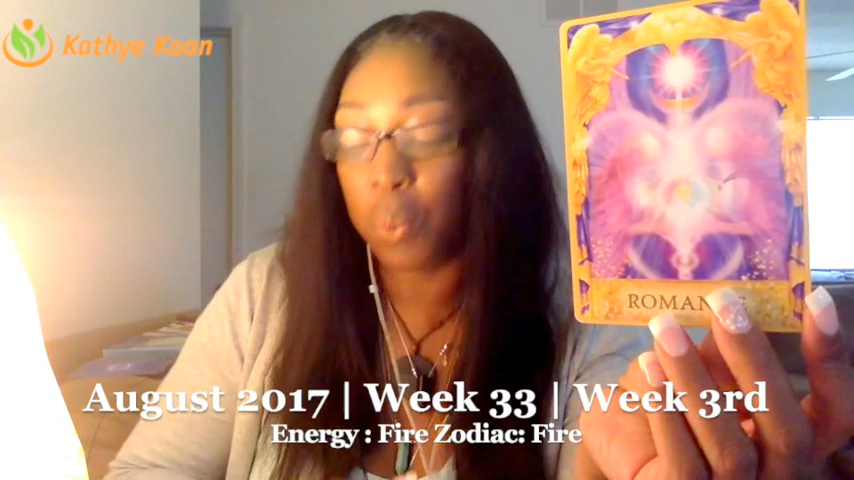 Kathye Kaan
ROMAN
August 2017 | Week 33 | Week 3rd
Energy : Fire Zodiac: Fire